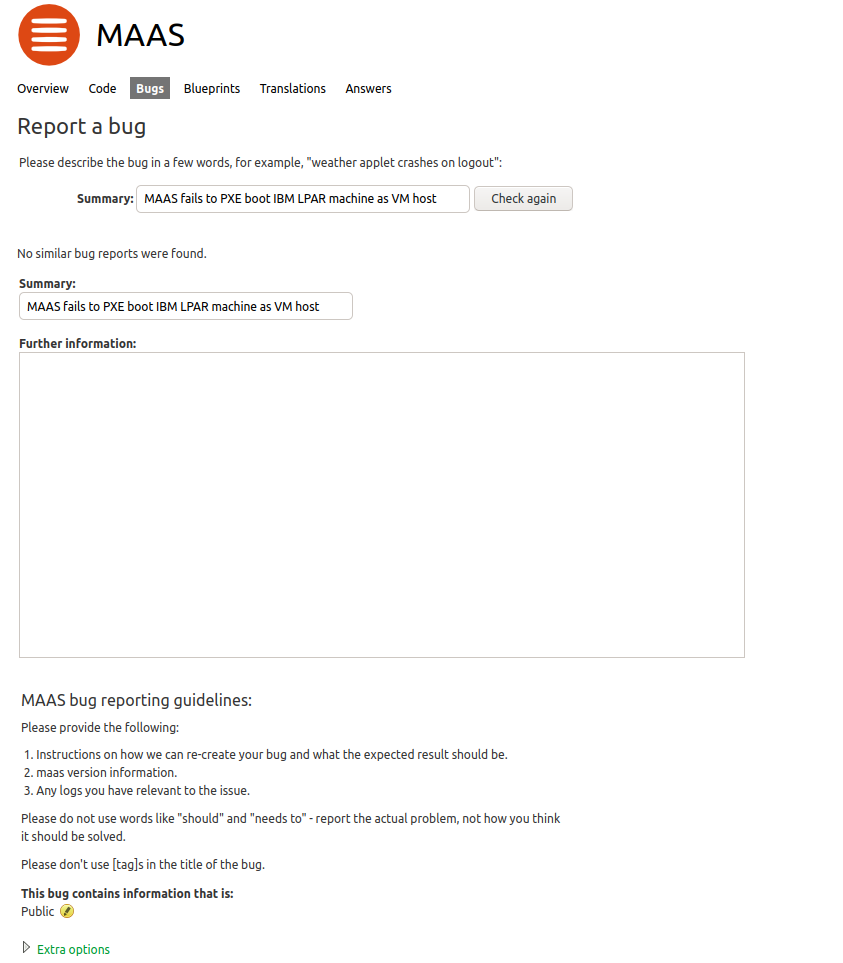 MAAS
Overview Code Bugs Blueprints Translations Answers
Report a bug
Please describe the bug in a few words, for example, "weather applet crashes on logout":
Summary: MAAS fails to PXE boot IBM LPAR machine as VM host Check again
No similar bug reports were found.
Summary:
MAAS fails to PXE boot IBM LPAR machine as VM host
Further information:
MAAS bug reporting guidelines:
Please provide the following:
1. Instructions on how we can re-create your bug and what the expected result should be.
2. maas version information.
3. Any logs you have relevant to the issue.
Please do not use words like "should" and "needs to" - report the actual problem, not how you think
it should be solved.
Please don't use [tag]s in the title of the bug.
This bug contains information that is:
Public
Extra options